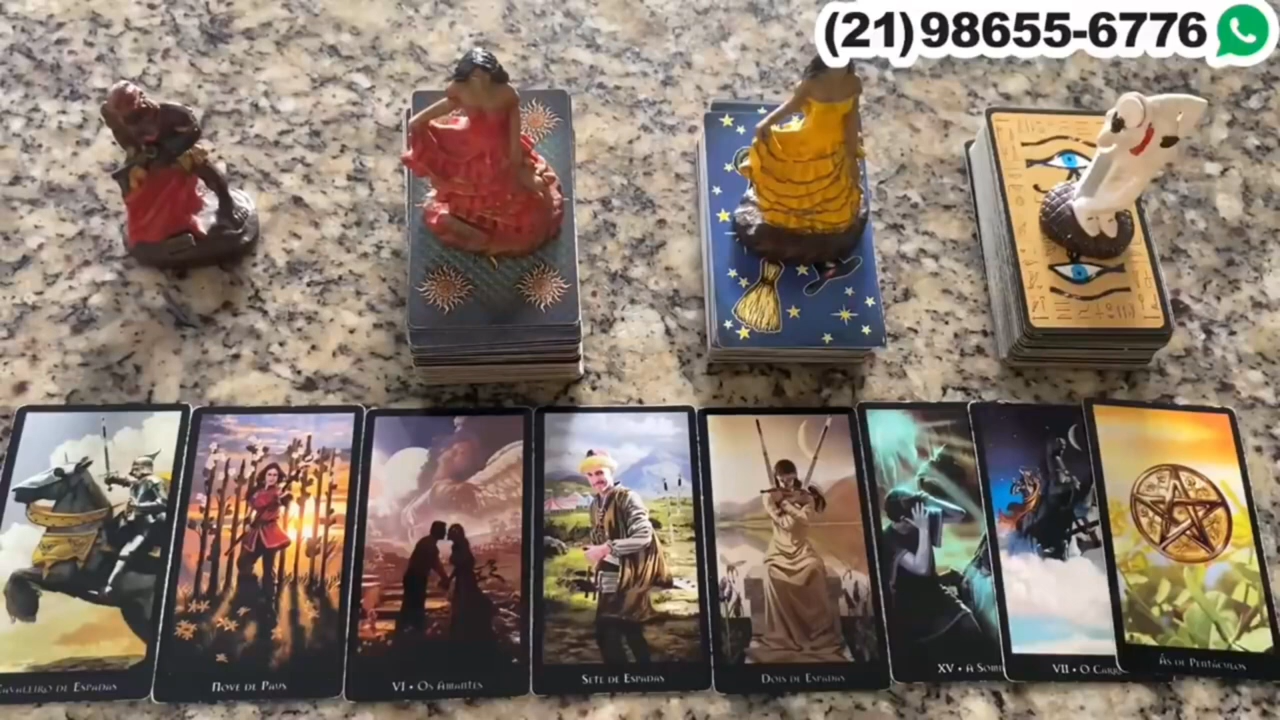 (21)98655-6776
CAVALEIRO DE ESPADAS
NOVE DE PAUS
VI • OS AMANTES
SETE DE ESPADAS
DOIS DE ESPADAS
XV • A
VII • O
ÁS DE PENTÁCULOS